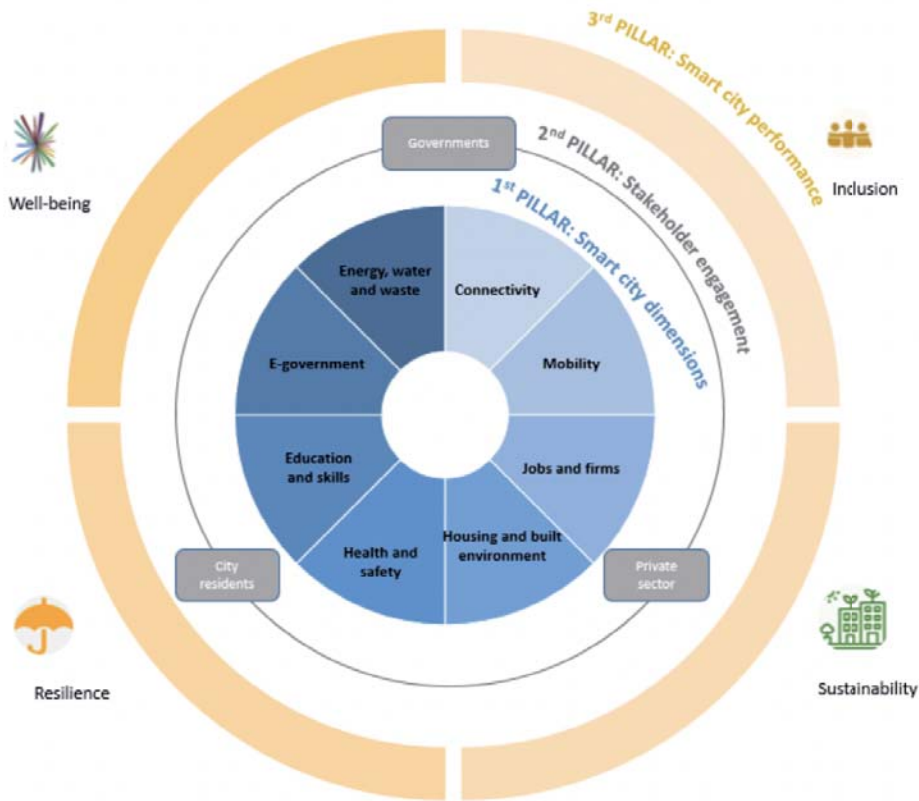 3rd PILLAR: Smart city performance
2nd PILLAR: Stakeholder engagement
1st PILLAR: Smart city dimensions
Governments
Well-being
Inclusion
Energy, water
and waste
Connectivity
E-government
Mobility
Education
and skills
Jobs and firms
Health and
safety
Housing and built
environment
City
residents
Private
sector
Resilience
Sustainability